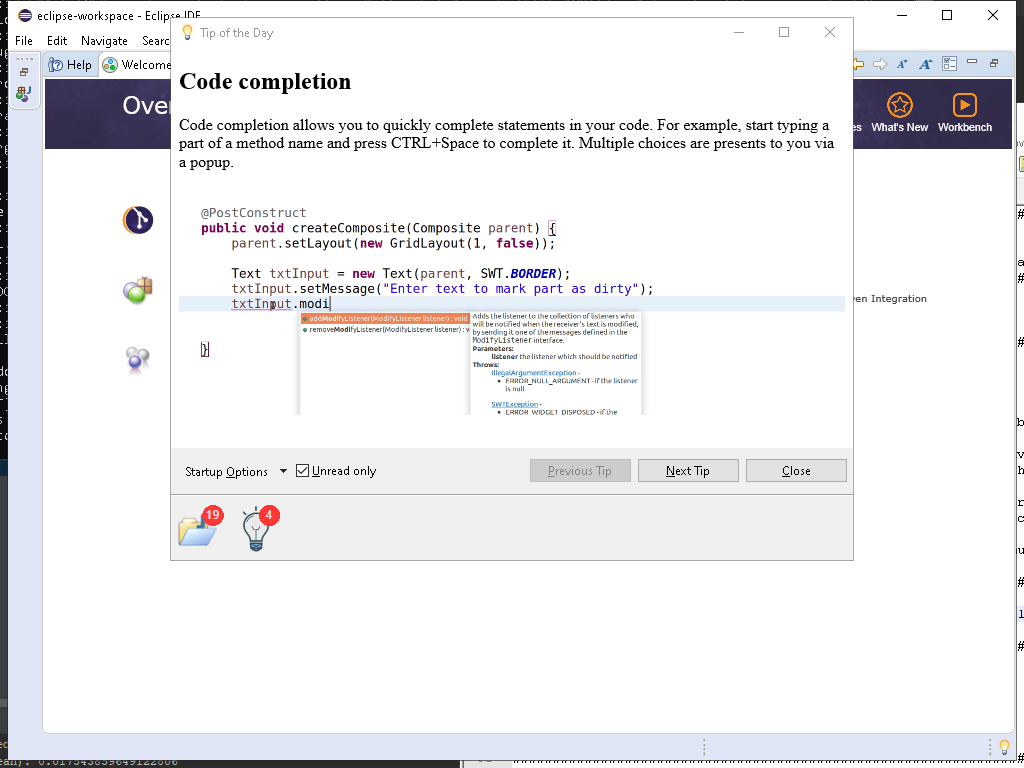 eclipse-workspace - Eclipse IDE
Tip of the Day
File Edit Navigate
Help
Welcome
Code completion
What's New
Workbench
Code completion allows you to quickly complete statements in your code. For example, start typing a
part of a method name and press CTRL+Space to complete it. Multiple choices are presents to you via
a popup.
@PostConstruct
public void createComposite(Composite parent) {
parent.setLayout(new GridLayout(1, false));
Text txtInput = new Text(parent, SWT.BORDER);
txtInput.setMessage("Enter text to mark part as dirty");
txtInput.modi
}
addModifyListener(ModifyListener listener) : void
removeModifyListener(ModifyListener listener) : v
Adds the listener to the collection of listeners who
will be notified when the receiver's text is modified,
by sending it one of the messages defined in the
ModifyListener interface.
Parameters:
listener the listener which should be notified
Throws:
IllegalArgumentException -
• ERROR_NULL_ARGUMENT - if the listener
is null
SWTException -
• ERROR_WIDGET_DISPOSED - if the
Integration
Startup Options
Unread only
Previous Tip
Next Tip
Close
19
4